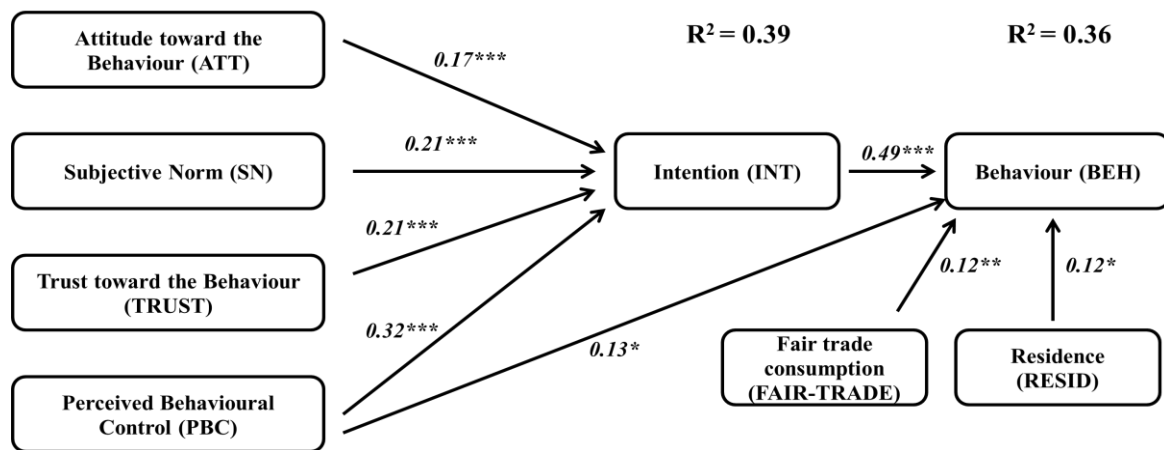 Attitude toward the
Behaviour (ATT)
R² = 0.39
R² = 0.36
0.17***
Subjective Norm (SN)
0.21***
Intention (INT)
0.49***
Behaviour (BEH)
0.21***
Trust toward the Behaviour
(TRUST)
0.12**
0.12*
0.32***
0.13*
Fair trade
consumption
(FAIR-TRADE)
Residence
(RESID)
Perceived Behavioural
Control (PBC)